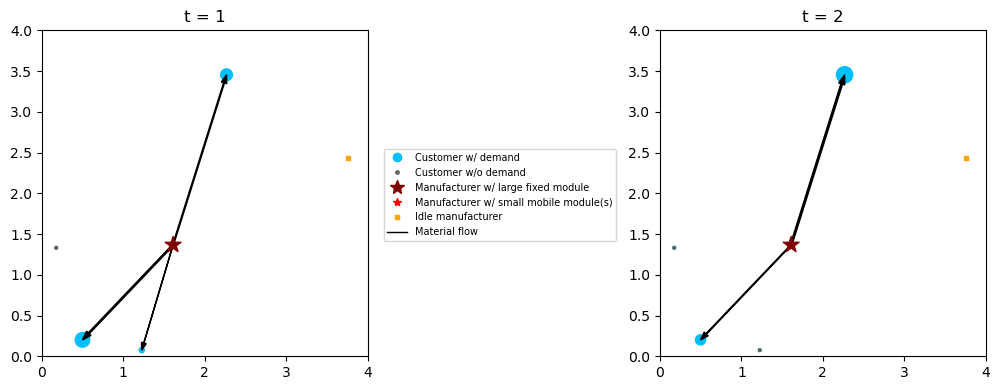 t = 1
4.0
3.5
3.0
2.5
2.0
1.5
1.0
0.5
0.0
0 1 2 3 4
Customer w/ demand
Customer w/o demand
Manufacturer w/ large fixed module
Manufacturer w/ small mobile module(s)
Idle manufacturer
Material flow
t = 2
4.0
3.5
3.0
2.5
2.0
1.5
1.0
0.5
0.0
0 1 2 3 4